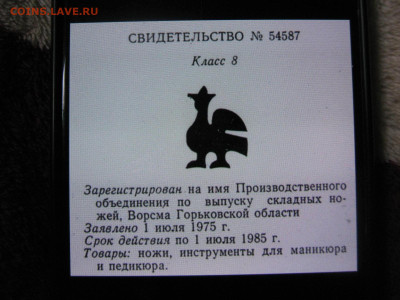 COINS.LAVE.RU
СВИДЕТЕЛЬСТВО № 54587
Класс 8
Зарегистрирован на имя Производственного
объединения по выпуску складных но-
жей, Ворсма Горьковской области
Заявлено 1 июля 1975 г.
Срок действия по 1 июля 1985 г.
Товары: ножи, инструменты для маникюра
и педикюра.